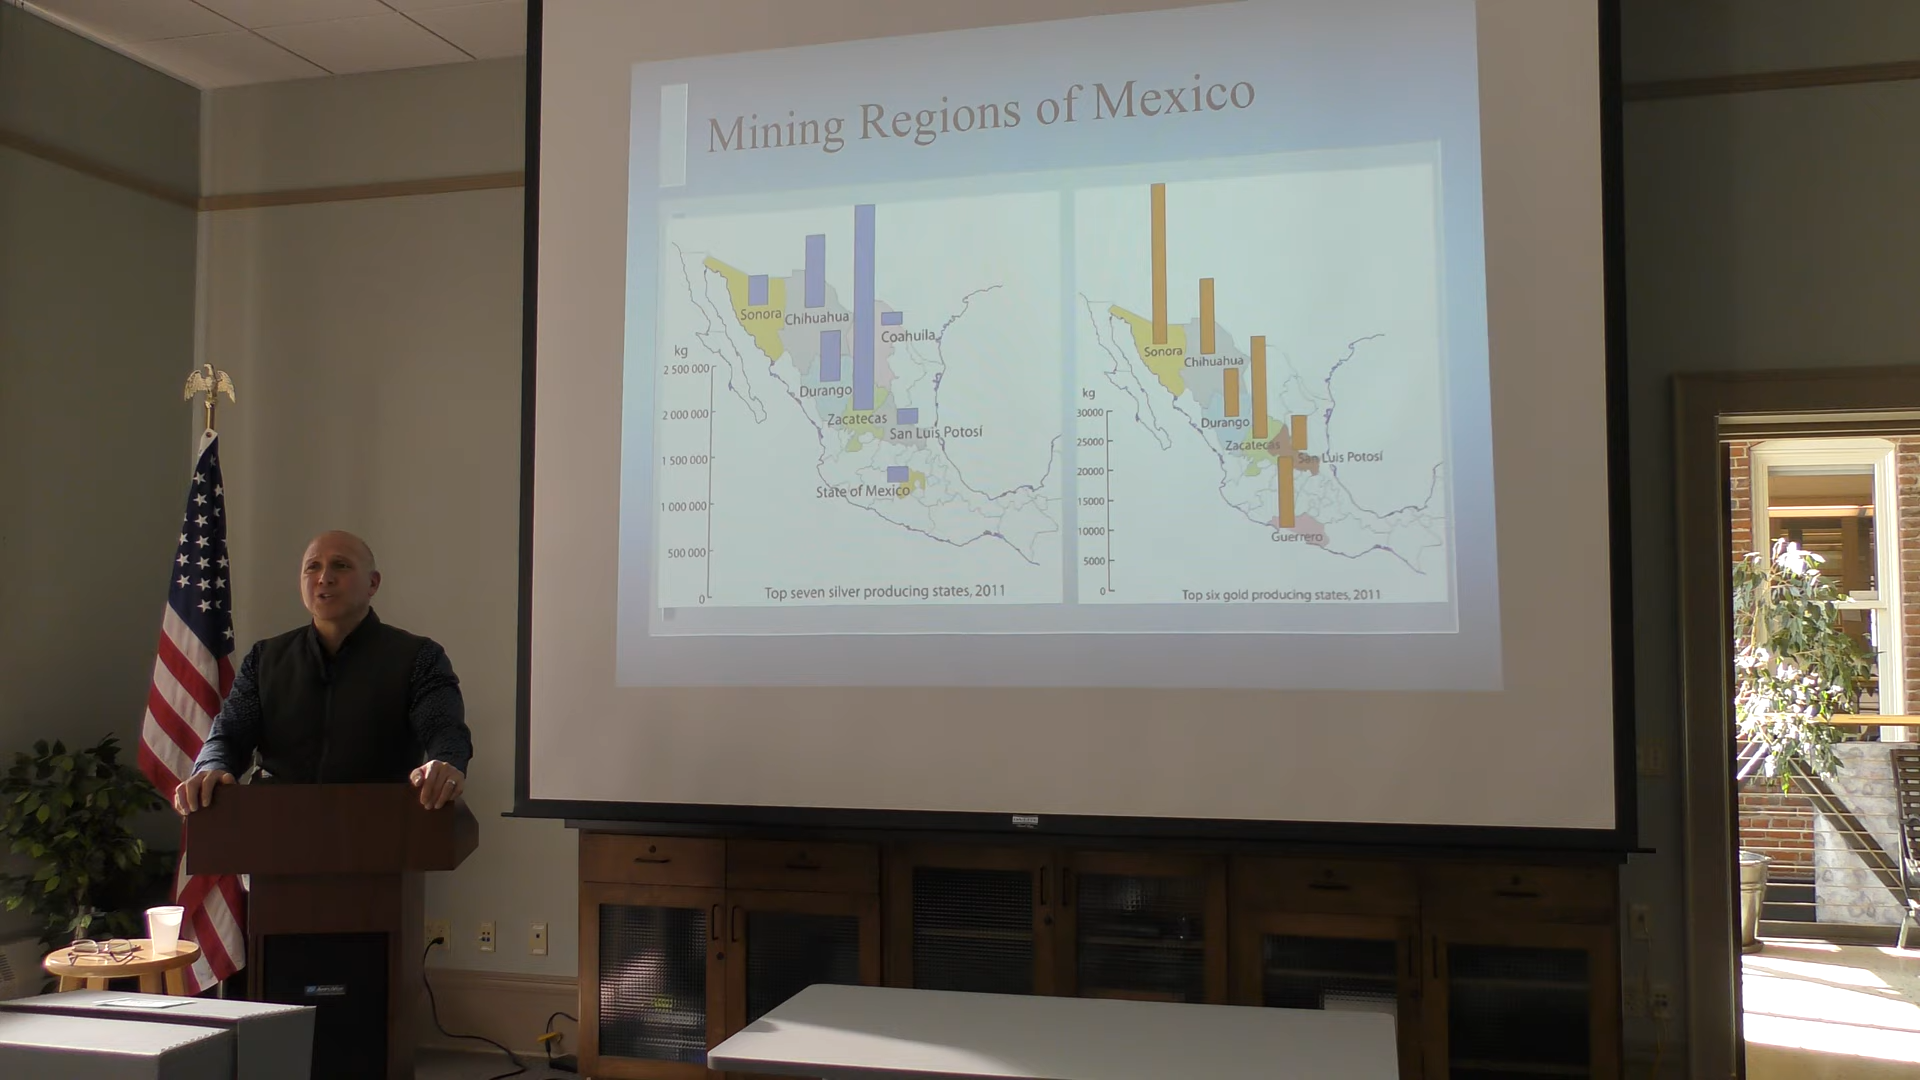 Mining Regions of Mexico
Sonora
Chihuahua
Coahuila
kg
2 500 000
Durango
2 000 000
Zacatecas
San Luis Potosí
1 500 000
State of Mexico
1 000 000
500 000
0
Top seven silver producing states, 2011
Sonora
Chihuahua
kg
30000
Durango
25000
Zacatecas
San Luis Potosí
20000
15000
10000
Guerrero
5000
0
Top six gold producing states, 2011